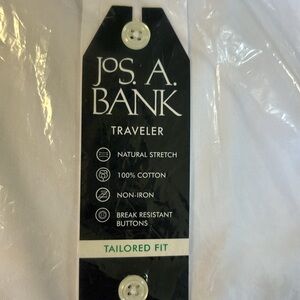 JOS. A.
BANK
TRAVELER
NATURAL STRETCH
100% COTTON
NON-IRON
BREAK RESISTANT
BUTTONS
TAILORED FIT